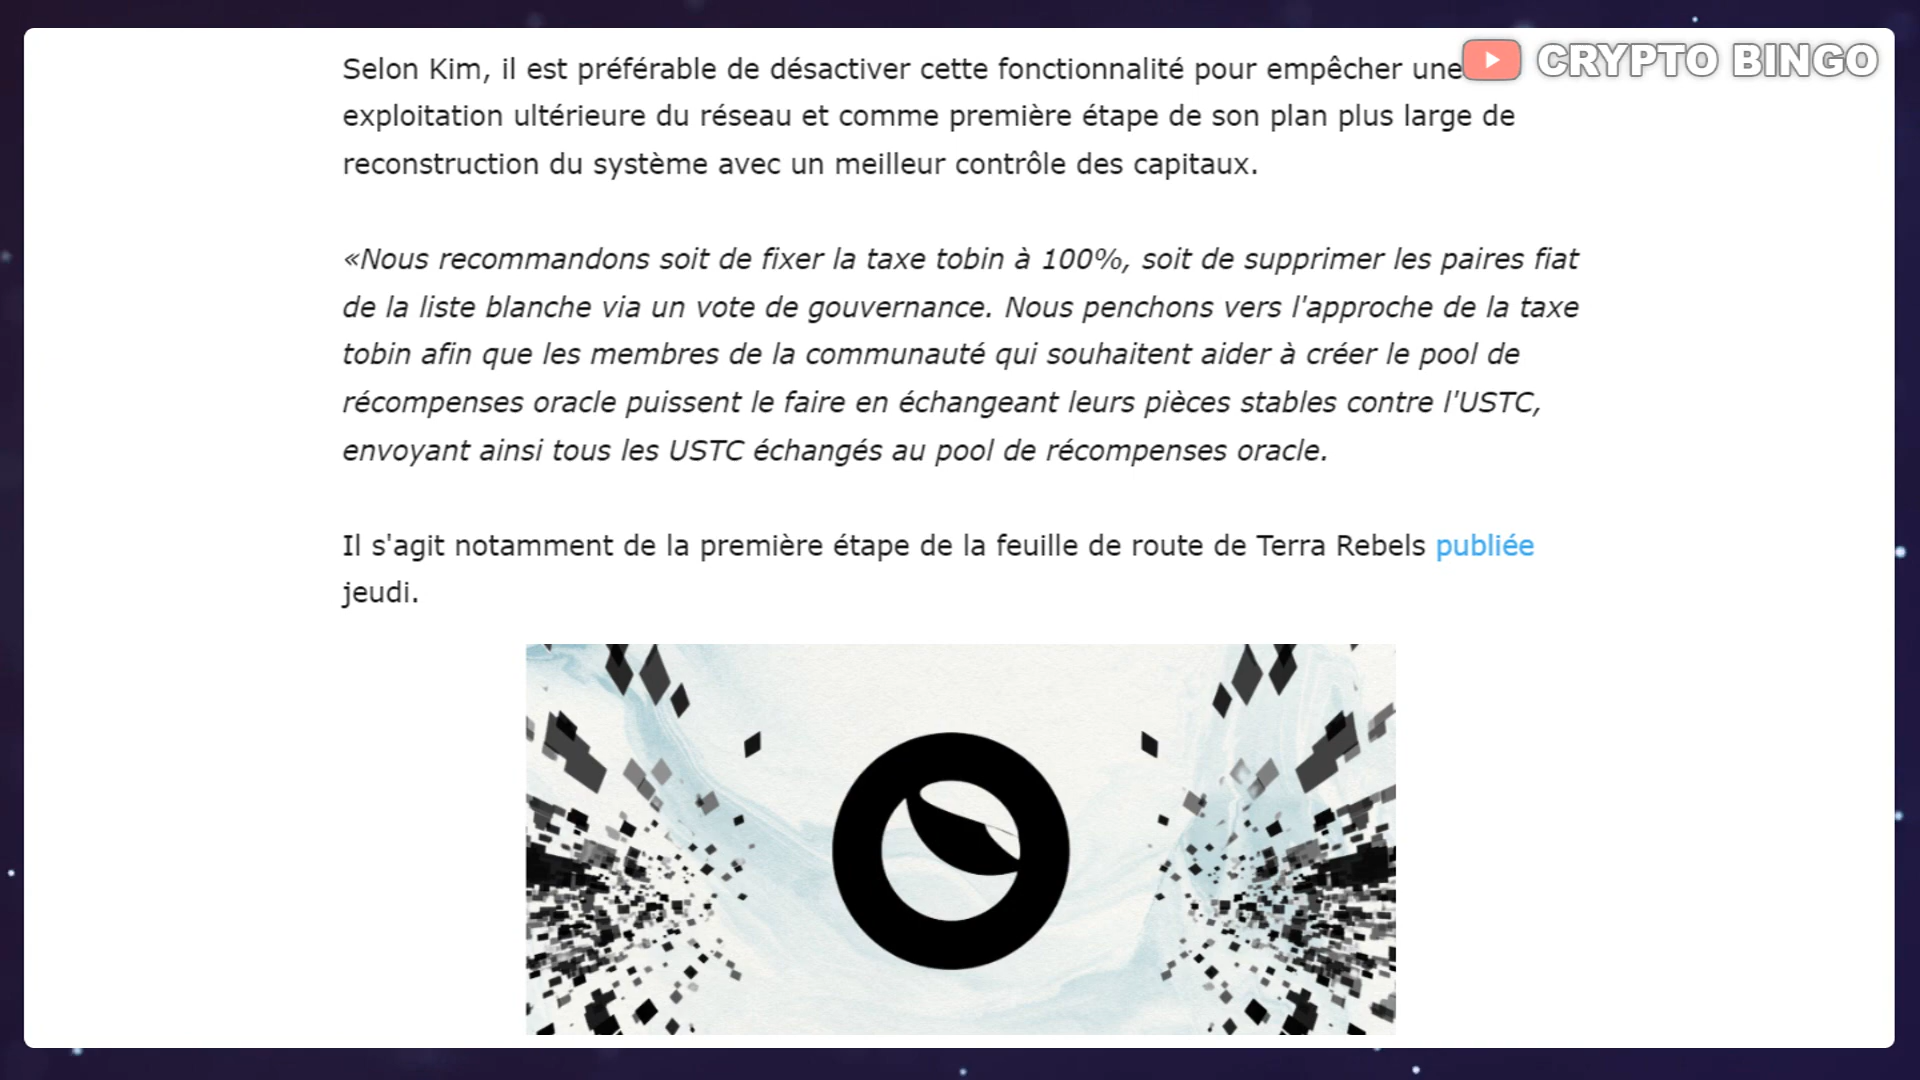 CRYPTO BINGO
Selon Kim, il est préférable de désactiver cette fonctionnalité pour empêcher une
exploitation ultérieure du réseau et comme première étape de son plan plus large de
reconstruction du système avec un meilleur contrôle des capitaux.
«Nous recommandons soit de fixer la taxe tobin à 100%, soit de supprimer les paires fiat
de la liste blanche via un vote de gouvernance. Nous penchons vers l'approche de la taxe
tobin afin que les membres de la communauté qui souhaitent aider à créer le pool de
récompenses oracle puissent le faire en échangeant leurs pièces stables contre l'USTC,
envoyant ainsi tous les USTC échangés au pool de récompenses oracle.
Il s'agit notamment de la première étape de la feuille de route de Terra Rebels publiée
jeudi.